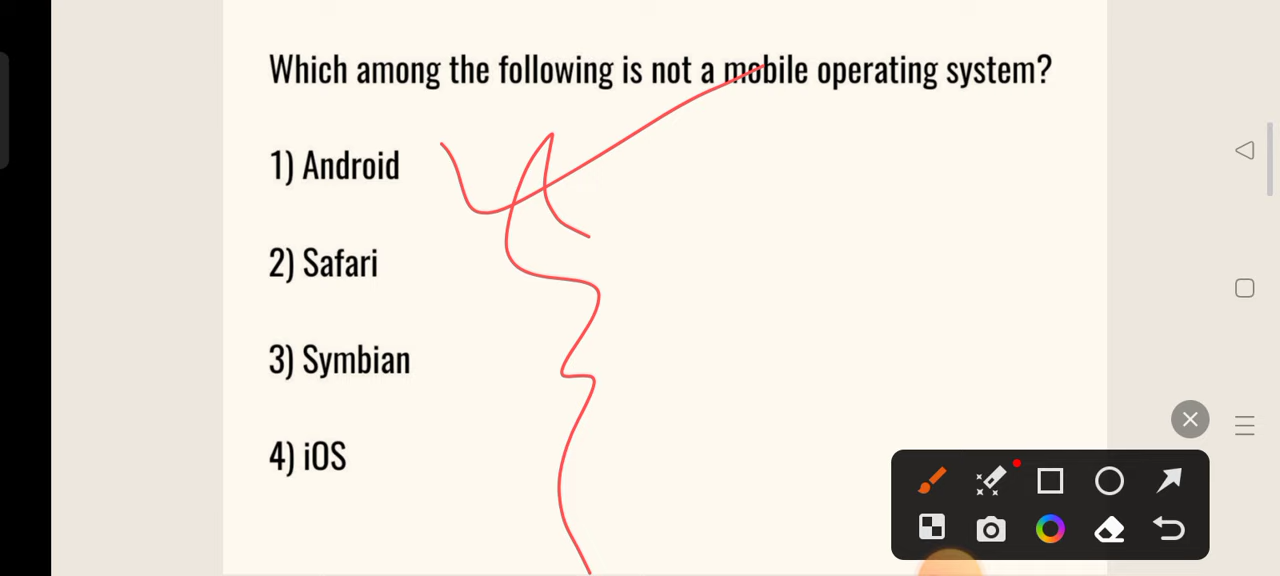 Which among the following is not a mobile operating system?
1) Android
2) Safari
3) Symbian
4) iOS